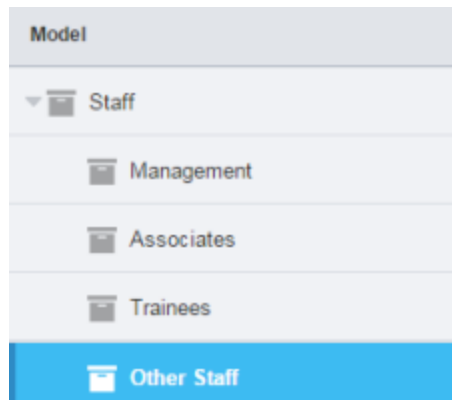 Model
Staff
Management
Associates
Trainees
Other Staff